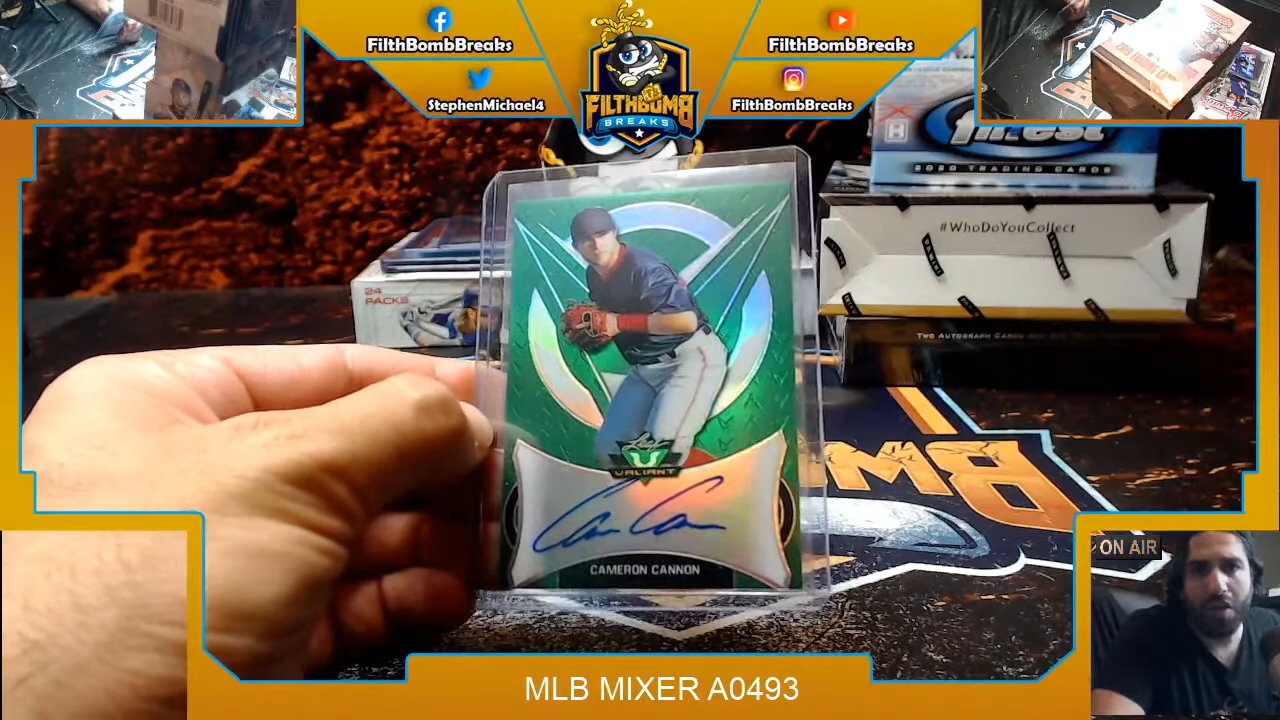 FilthBombBreaks
StephenMichael4
FILTHBOMB
BREAKS
FilthBombBreaks
FilthBombBreaks
finest
2020 TRADING CARDS
#WhoDoYouCollect
24
PACKS
TWO AUTOGRAPH CARDS
Leaf
VALIANT
CAMERON CANNON
ON AIR
MLB MIXER A0493